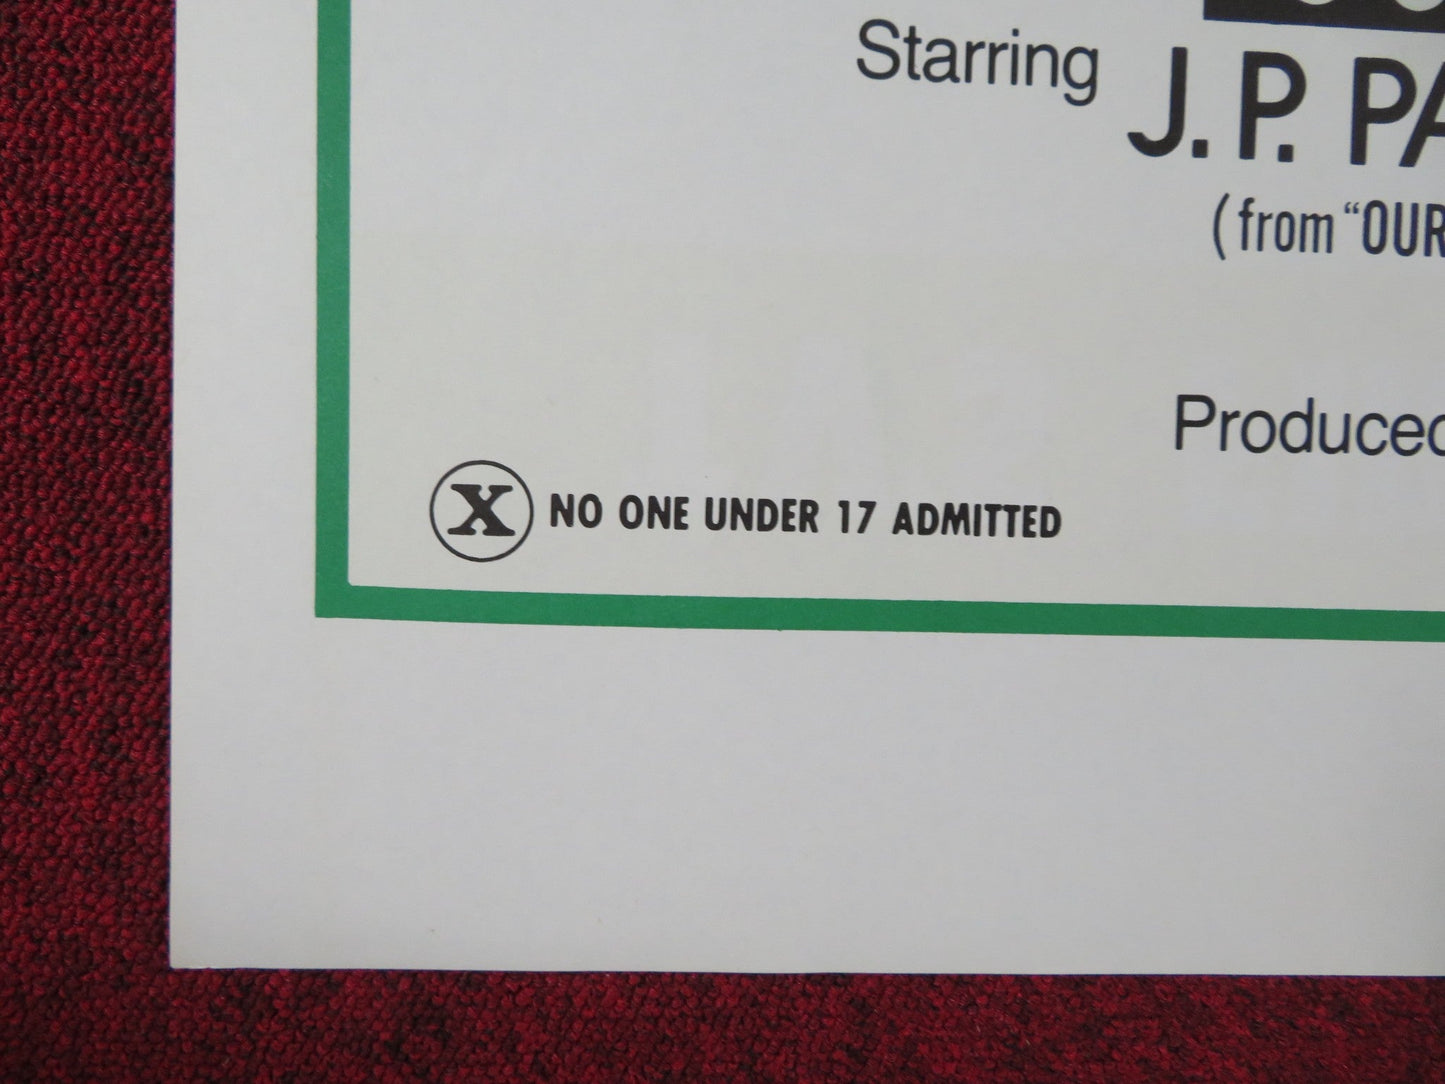 Starring J. P. PA
(from "OUR
Produced
X NO ONE UNDER 17 ADMITTED